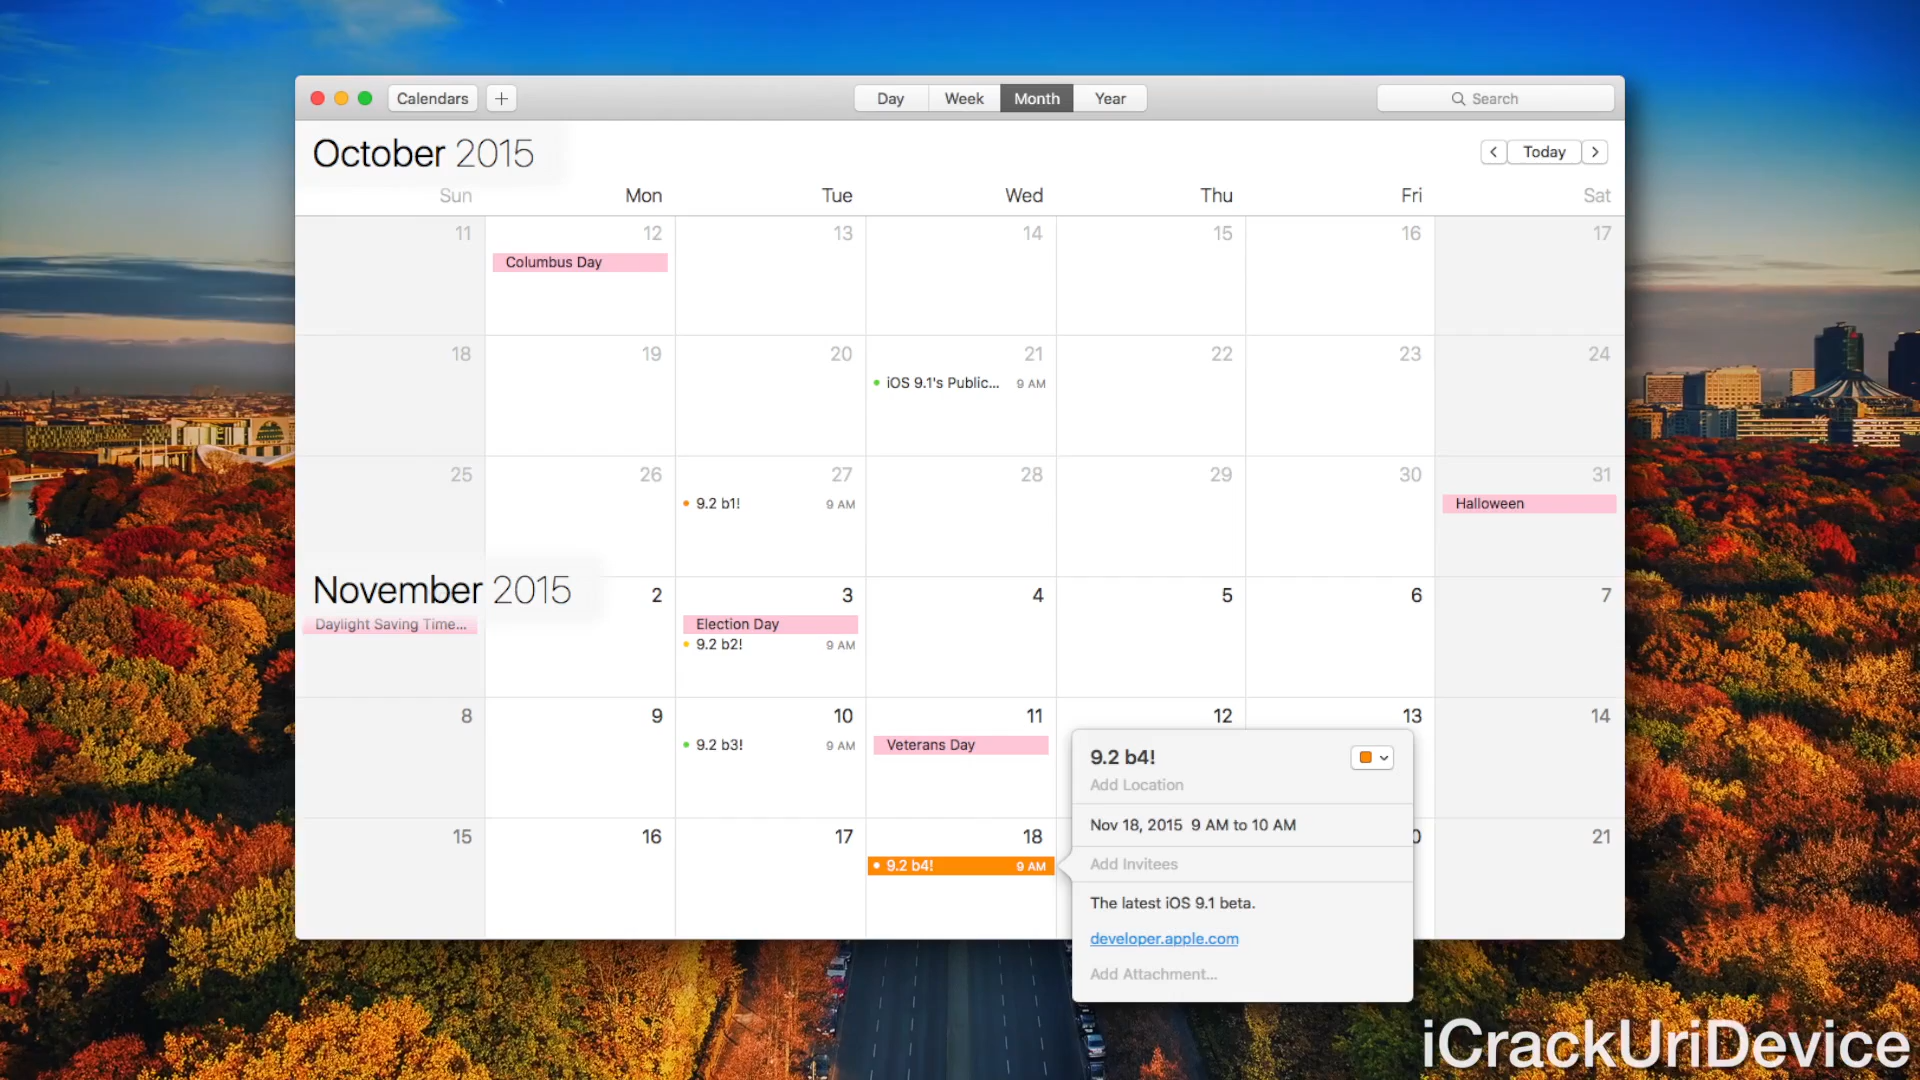 Calendars
Day Week Month Year
Search
October 2015
Today
Sun Mon Tue Wed Thu Fri Sat
11 12 13 14 15 16 17
Columbus Day
18 19 20 21 22 23 24
iOS 9.1's Public... 9 AM
25 26 27 28 29 30 31
9.2 b1! 9 AM
Halloween
November 2015
2 3 4 5 6 7
Daylight Saving Time...
Election Day
9.2 b2! 9 AM
8 9 10 11 12 13 14
9.2 b3! 9 AM
Veterans Day
15 16 17 18 0 21
9.2 b4! 9 AM
9.2 b4!
Add Location
Nov 18, 2015 9 AM to 10 AM
Add Invitees
The latest iOS 9.1 beta.
developer.apple.com
Add Attachment...
iCrackUriDevice